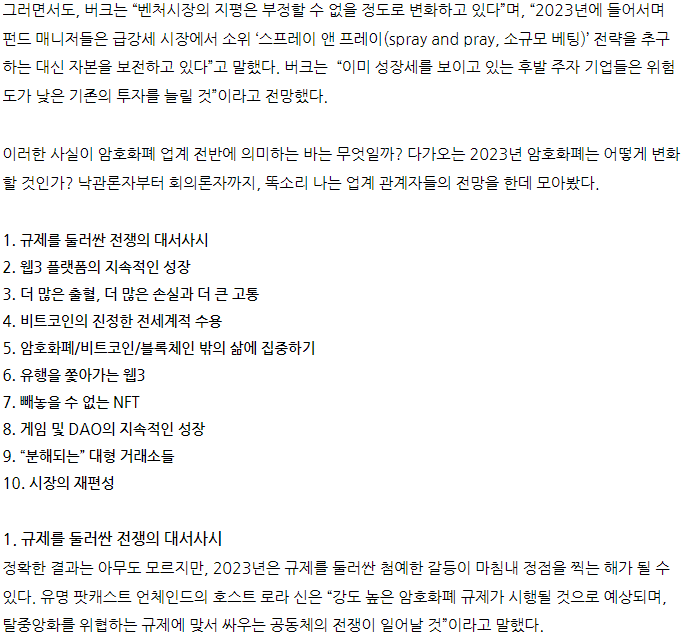 그러면서도, 버크는 “벤처시장의 지평은 부정할 수 없을 정도로 변화하고 있다”며, “2023년에 들어서며
펀드 매니저들은 급강세 시장에서 소위 ‘스프레이 앤 프레이(spray and pray, 소규모 베팅)’ 전략을 추구
하는 대신 자본을 보전하고 있다”고 말했다. 버크는  “이미 성장세를 보이고 있는 후발 주자 기업들은 위험
도가 낮은 기존의 투자를 늘릴 것”이라고 전망했다.
이러한 사실이 암호화폐 업계 전반에 의미하는 바는 무엇일까? 다가오는 2023년 암호화폐는 어떻게 변화
할 것인가? 낙관론자부터 회의론자까지, 똑소리 나는 업계 관계자들의 전망을 한데 모아봤다.
1. 규제를 둘러싼 전쟁의 대서사시
2. 웹3 플랫폼의 지속적인 성장
3. 더 많은 출혈, 더 많은 손실과 더 큰 고통
4. 비트코인의 진정한 전세계적 수용
5. 암호화폐/비트코인/블록체인 밖의 삶에 집중하기
6. 유행을 쫓아가는 웹3
7. 빼놓을 수 없는 NFT
8. 게임 및 DAO의 지속적인 성장
9. “분해되는” 대형 거래소들
10. 시장의 재편성
1. 규제를 둘러싼 전쟁의 대서사시
정확한 결과는 아무도 모르지만, 2023년은 규제를 둘러싼 첨예한 갈등이 마침내 정점을 찍는 해가 될 수
있다. 유명 팟캐스트 언체인드의 호스트 로라 신은 “강도 높은 암호화폐 규제가 시행될 것으로 예상되며,
탈중앙화를 위협하는 규제에 맞서 싸우는 공동체의 전쟁이 일어날 것”이라고 말했다.